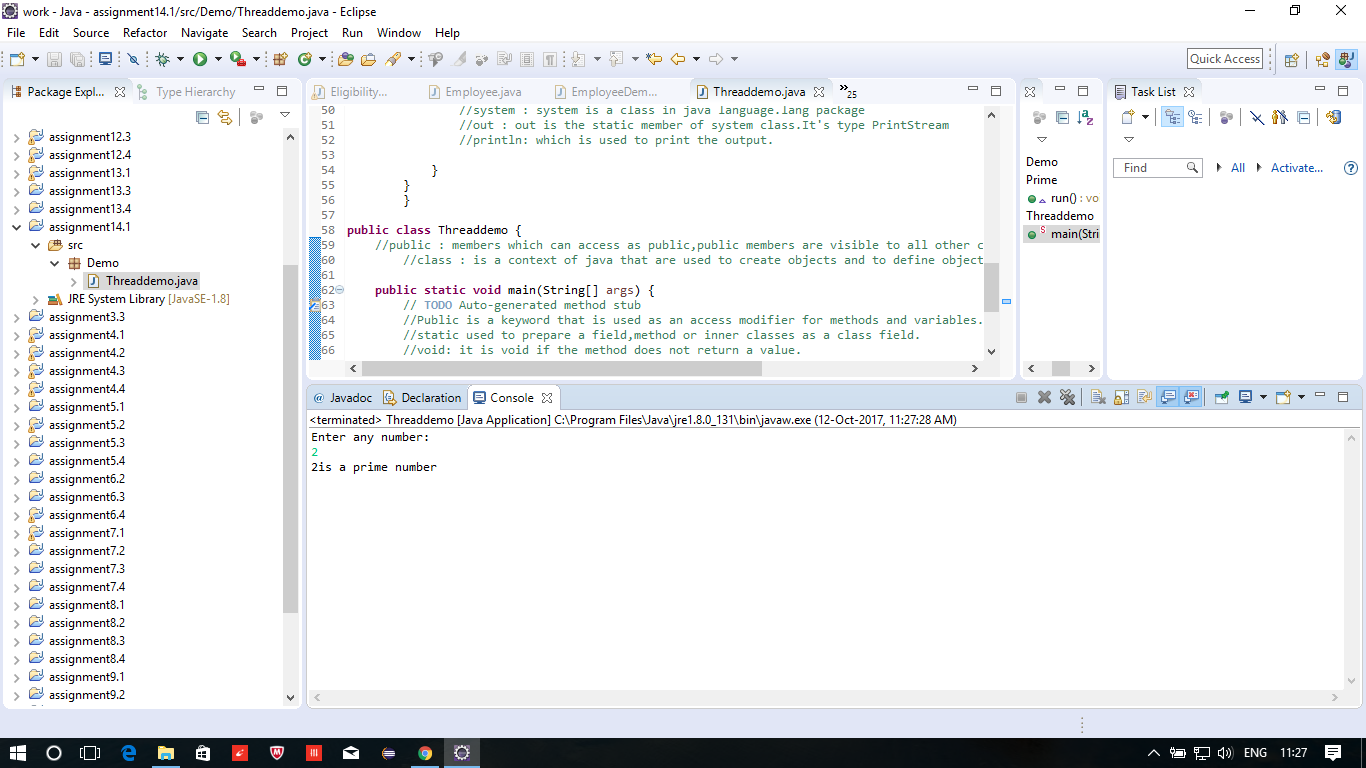 work - Java - assignment14.1/src/Demo/Threaddemo.java - Eclipse
File Edit Source Refactor Navigate Search Project Run Window Help
Quick Access
Package Expl... Type Hierarchy
assignment12.3
assignment12.4
assignment13.1
assignment13.3
assignment13.4
assignment14.1
src
Demo
Threaddemo.java
JRE System Library [JavaSE-1.8]
assignment3.3
assignment4.1
assignment4.2
assignment4.3
assignment4.4
assignment5.1
assignment5.2
assignment5.3
assignment5.4
assignment6.2
assignment6.3
assignment6.4
assignment7.1
assignment7.2
assignment7.3
assignment7.4
assignment8.1
assignment8.2
assignment8.3
assignment8.4
assignment9.1
assignment9.2
Eligibility... Employee.java EmployeeDem... Threaddemo.java »25
50 //system : system is a class in java language.lang package
51 //out : out is the static member of system class.It's type PrintStream
52 //println: which is used to print the output.
53
54 }
55 }
56 }
57
58 public class Threaddemo {
59 //public : members which can access as public,public members are visible to all other c
60 //class : is a context of java that are used to create objects and to define object
61
62 public static void main(String[] args) {
63 // TODO Auto-generated method stub
64 //Public is a keyword that is used as an access modifier for methods and variables.
65 //static used to prepare a field,method or inner classes as a class field.
66 //void: it is void if the method does not return a value.
Demo
Prime
run() : vo
Threaddemo
S main(Stri
Task List
Find All Activate...
@ Javadoc Declaration Console
<terminated> Threaddemo [Java Application] C:\Program Files\Java\jre1.8.0_131\bin\javaw.exe (12-Oct-2017, 11:27:28 AM)
Enter any number:
2
2is a prime number
ENG 11:27